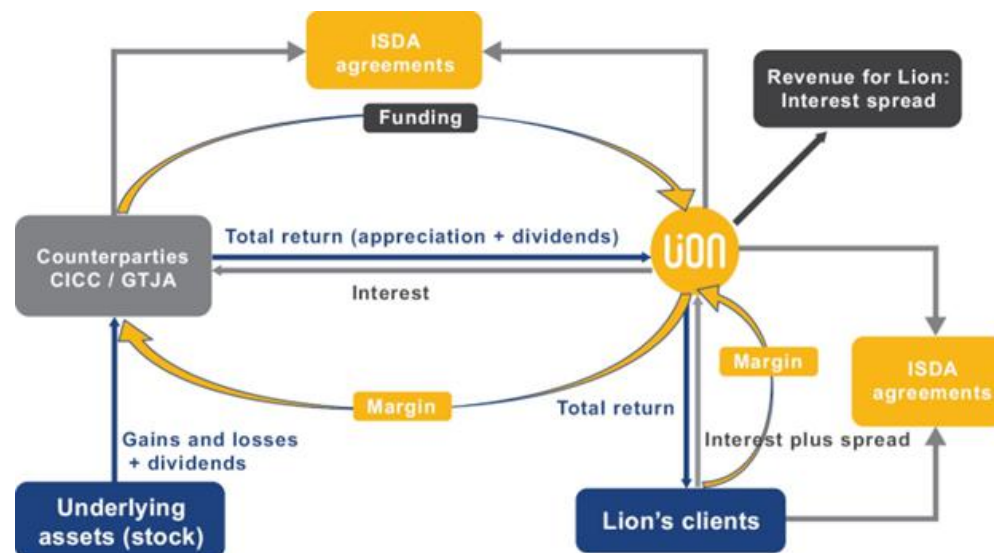 ISDA
agreements
Revenue for Lion:
Interest spread
Funding
Counterparties
CICC / GTJA
Total return (appreciation + dividends)
Interest
LION
Margin
Margin
ISDA
agreements
Total return
Interest plus spread
Gains and losses
+ dividends
Underlying
assets (stock)
Lion's clients